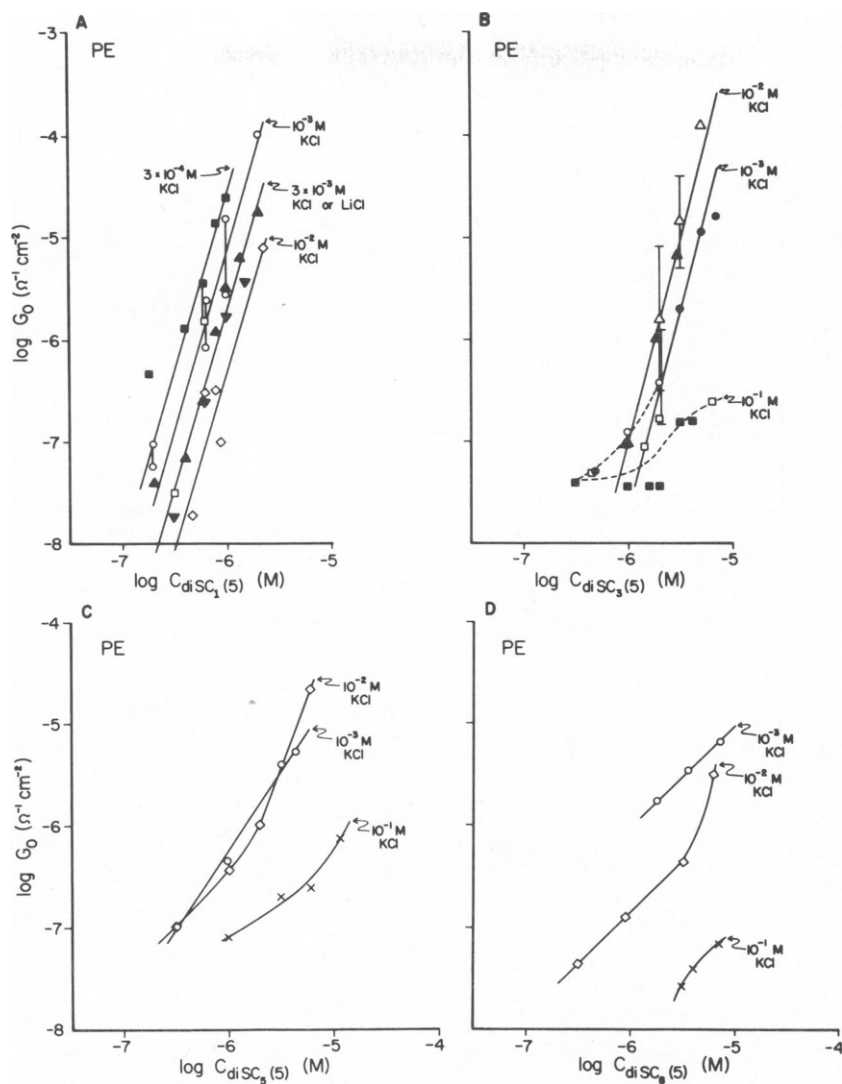 A
PE
-3
-4
-5
-6
-7
-8
log G₀ (Ω⁻¹ cm⁻²)
3 × 10⁻⁴ M
KCl
10⁻³ M
KCl
3 × 10⁻³ M
KCl or LiCl
10⁻² M
KCl
-7
-6
-5
log C diSC₁(5) (M)
B
PE
10⁻² M
KCl
10⁻³ M
KCl
10⁻¹ M
KCl
-7
-6
-5
log C diSC₃(5) (M)
C
PE
-4
-5
-6
-7
-8
log G₀ (Ω⁻¹ cm⁻²)
10⁻² M
KCl
10⁻³ M
KCl
10⁻¹ M
KCl
-7
-6
-5
-4
log C diSC₅(5) (M)
D
PE
10⁻³ M
KCl
10⁻² M
KCl
10⁻¹ M
KCl
-7
-6
-5
-4
log C diSC₆(5) (M)